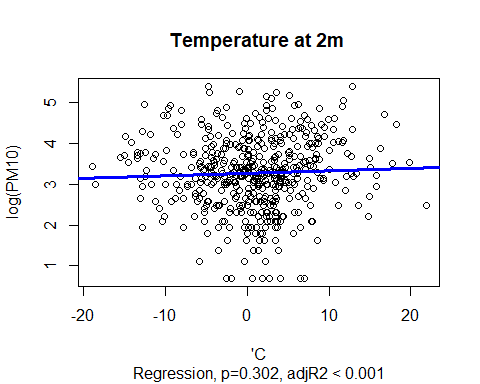 Temperature at 2m
log(PM10)
5
4
3
2
1
-20 -10 0 10 20
'C
Regression, p=0.302, adjR2 < 0.001